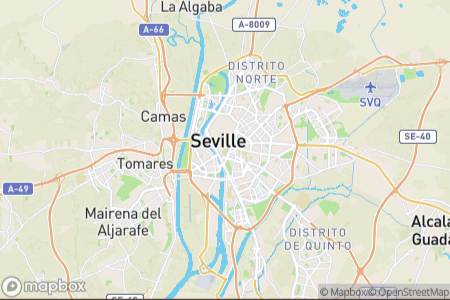 La Algaba
A-8009
A-66
DISTRITO
NORTE
SVQ
Camas
Seville
SE-40
Tomares
A-49
Mairena del
Aljarafe
Alcala
Guada
DISTRITO
DE QUINTO
mapbox
SE-40
© Mapbox © OpenStreetMap